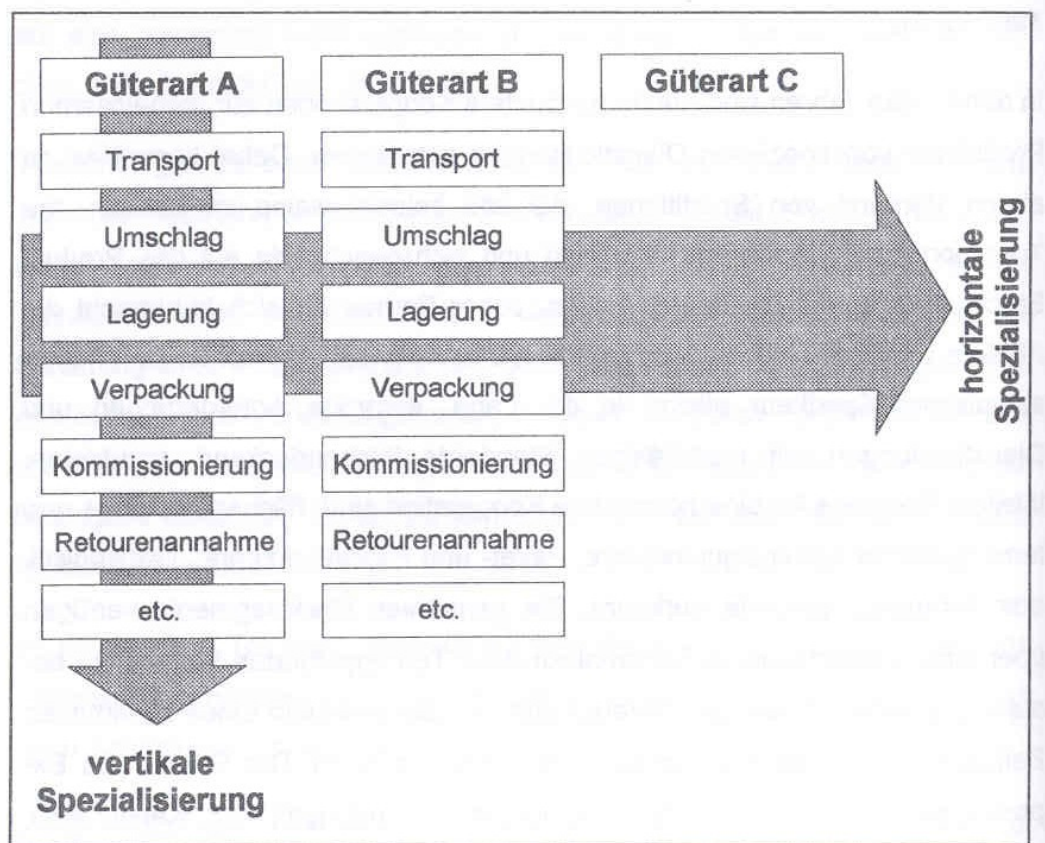 Güterart A
Güterart B
Güterart C
Transport
Transport
Umschlag
Umschlag
Lagerung
Lagerung
Verpackung
Verpackung
Kommissionierung
Kommissionierung
Retourenannahme
Retourenannahme
etc.
etc.
horizontale
Spezialisierung
vertikale
Spezialisierung